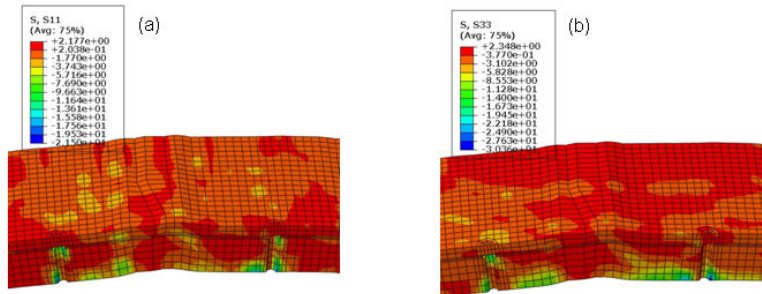 S, S11
(Avg: 75%)
+2.177e+00
+2.038e-01
-1.770e+00
-3.743e+00
-5.716e+00
-7.690e+00
-9.663e+00
-1.164e+01
-1.361e+01
-1.558e+01
-1.756e+01
-1.953e+01
-2.150e+01
(a)
S, S33
(Avg: 75%)
+2.348e+00
-3.770e-01
-3.102e+00
-5.828e+00
-8.553e+00
-1.128e+01
-1.400e+01
-1.673e+01
-1.945e+01
-2.218e+01
-2.490e+01
-2.763e+01
-3.036e+01
(b)